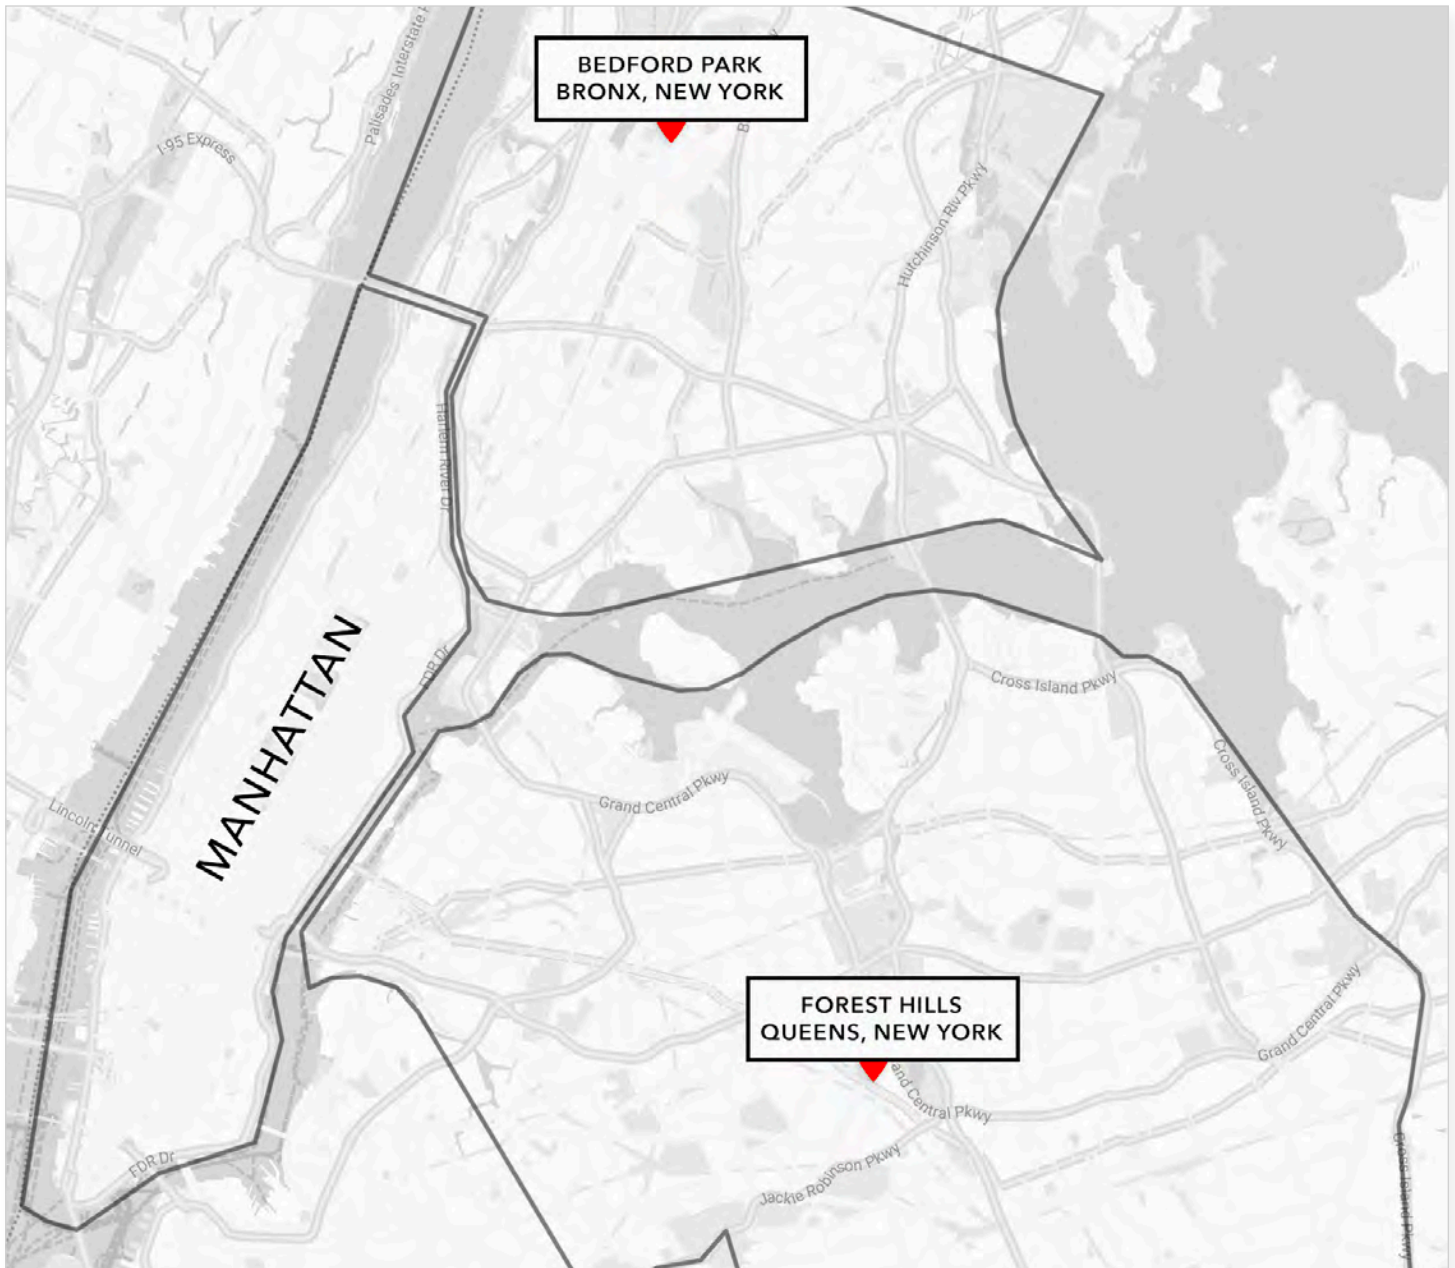 Palisades Interstate P
BEDFORD PARK
BRONX, NEW YORK
I-95 Express
Hutchinson Riv Pkwy
Harlem River Dr
MANHATTAN
FDR Dr
Cross Island Pkwy
Cross Island Pkwy
Grand Central Pkwy
Lincoln Tunnel
FOREST HILLS
QUEENS, NEW YORK
Grand Central Pkwy
and Central Pkwy
Jackie Robinson Pkwy
FDR Dr
Cross Island Pkwy